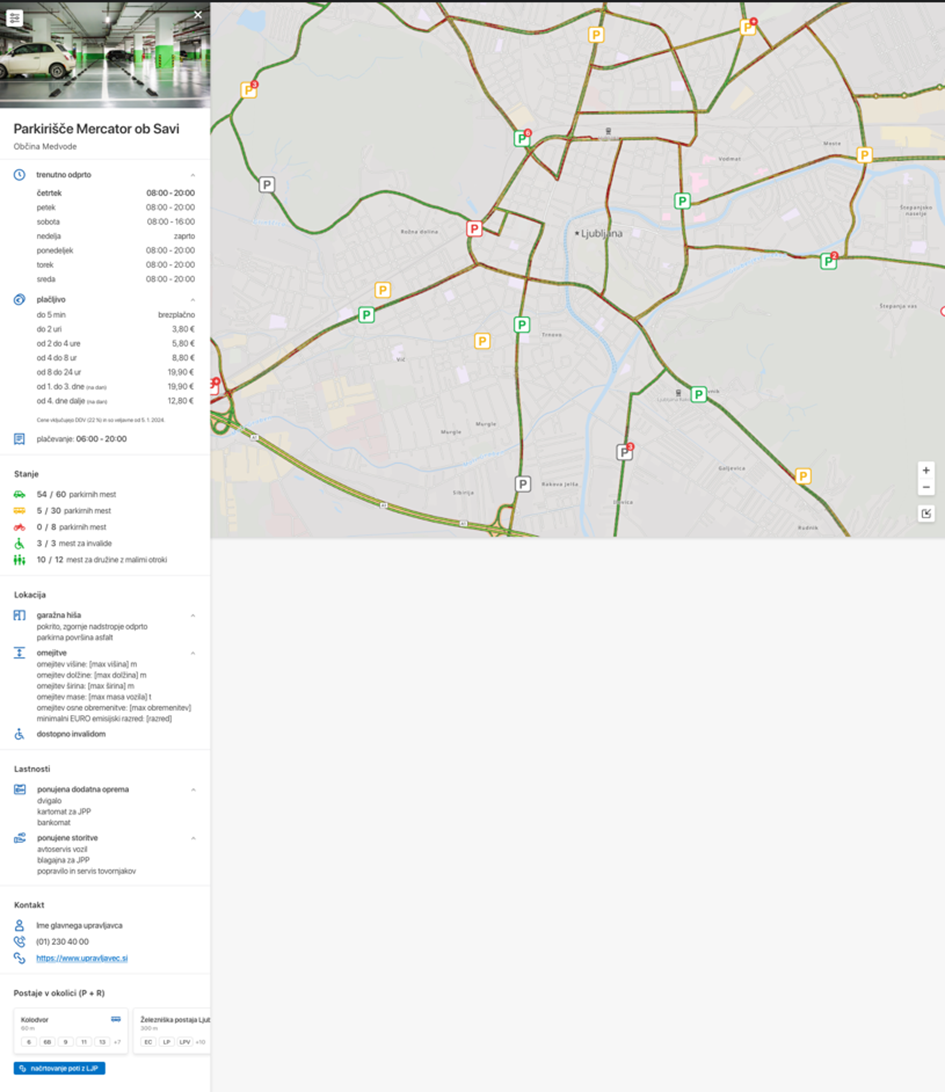 Parkirišče Mercator ob Savi
Občina Medvode
trenutno odprto
četrtek 08:00 - 20:00
petek 08:00 - 20:00
sobota 08:00 - 16:00
nedelja zaprto
ponedeljek 08:00 - 20:00
torek 08:00 - 20:00
sreda 08:00 - 20:00
plačljivo
do 5 min brezplačno
do 2 uri 3,80 €
od 2 do 4 ure 5,80 €
od 4 do 8 ur 8,80 €
od 8 do 24 ur 19,90 €
od 1. do 3. dne (na dan) 19,90 €
od 4. dne dalje (na dan) 12,80 €
Cene vključujejo DDV (22 %) in so veljavne od 5. 1. 2024.
plačevanje: 06:00 - 20:00
Stanje
54 / 60 parkirnih mest
5 / 30 parkirnih mest
0 / 8 parkirnih mest
3 / 3 mest za invalide
10 / 12 mest za družine z malimi otroki
Lokacija
garažna hiša
pokrito, zgornje nadstropje odprto
parkirna površina asfalt
omejitve
omejitev višine: [max višina] m
omejitev dolžine: [max dolžina] m
omejitev širina: [max širina] m
omejitev mase: [max masa vozila] t
omejitev osne obremenitve: [max obremenitev]
minimalni EURO emisijski razred: [razred]
dostopno invalidom
Lastnosti
ponujena dodatna oprema
dvigalo
kartomat za JPP
bankomat
ponujene storitve
avtoservis vozil
blagajna za JPP
popravilo in servis tovornjakov
Kontakt
Ime glavnega upravljavca
(01) 230 40 00
https://www.upravljavec.si
Postaje v okolici (P + R)
Kolodvor
60 m
6 6B 9 11 13 +7
Železniška postaja Ljub
300 m
EC LP LPV +10
načrtovanje poti z LJP
P
P
P 3
P 6
Moste
P
Vodmat
P
P
Štepanjsko
naselje
Rožna dolina
P
Ljubljana
P 2
P
P
Štepanja vas
P
Trnovo
P
Vič
P
Murgle
Murgle
P 3
Galjevica
P
Sibirija
P
Rakova jelša
Ilovica
Rudnik
+
−